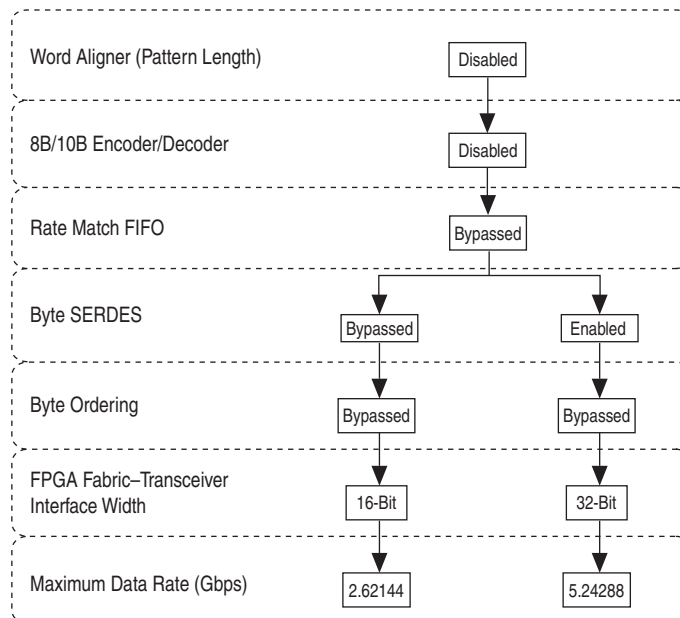 Word Aligner (Pattern Length)
Disabled
8B/10B Encoder/Decoder
Disabled
Rate Match FIFO
Bypassed
Byte SERDES
Bypassed
Enabled
Byte Ordering
Bypassed
Bypassed
FPGA Fabric–Transceiver
Interface Width
16-Bit
32-Bit
Maximum Data Rate (Gbps)
2.62144
5.24288